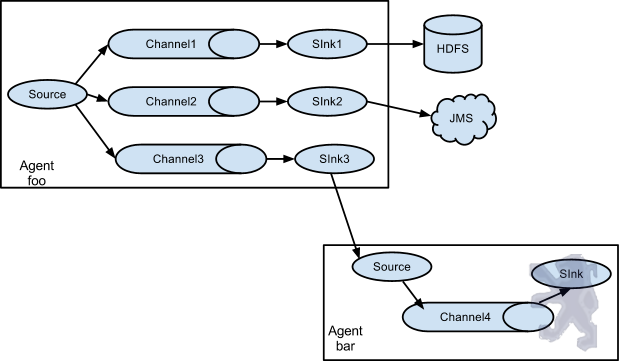 Channel1
SInk1
HDFS
Source
Channel2
SInk2
JMS
Channel3
SInk3
Agent
foo
Source
SInk
Channel4
Agent
bar